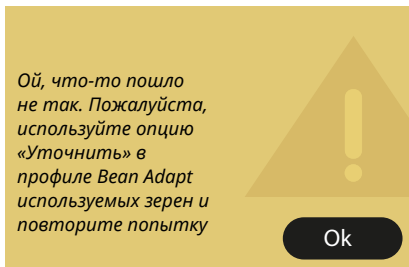 Ой, что-то пошло
не так. Пожалуйста,
используйте опцию
«Уточнить» в
профиле Bean Adapt
используемых зерен и
повторите попытку
Ok